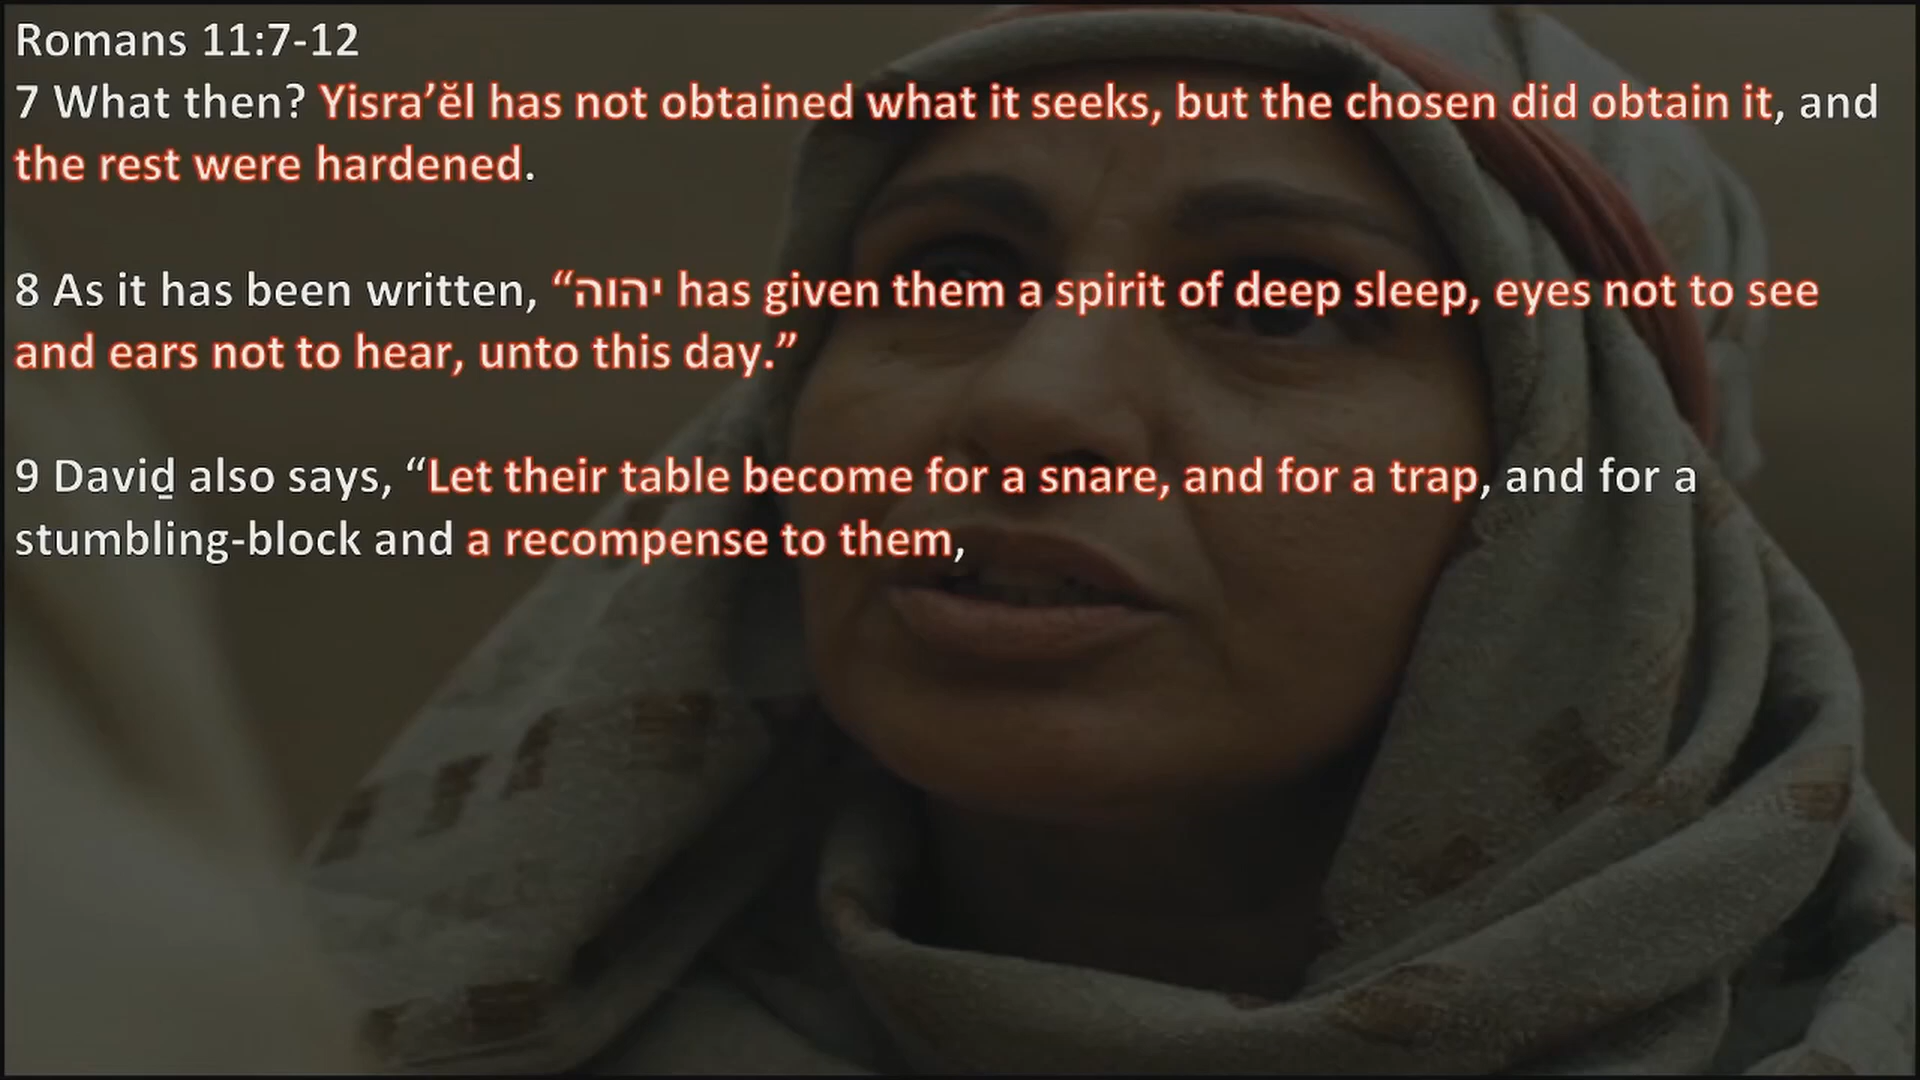 Romans 11:7-12
7 What then? Yisra’ĕl has not obtained what it seeks, but the chosen did obtain it, and
the rest were hardened.
8 As it has been written, “יהוה has given them a spirit of deep sleep, eyes not to see
and ears not to hear, unto this day.”
9 Daviḏ also says, “Let their table become for a snare, and for a trap, and for a
stumbling-block and a recompense to them,